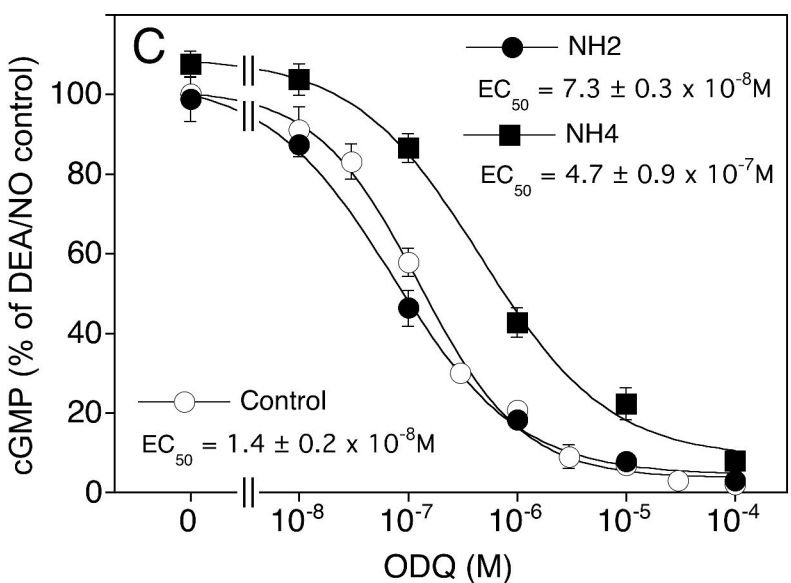 C
NH2
EC₅₀ = 7.3 ± 0.3 x 10⁻⁸M
NH4
EC₅₀ = 4.7 ± 0.9 x 10⁻⁷M
cGMP (% of DEA/NO control)
100
80
60
40
20
0
Control
EC₅₀ = 1.4 ± 0.2 x 10⁻⁸M
0 10⁻⁸ 10⁻⁷ 10⁻⁶ 10⁻⁵ 10⁻⁴
ODQ (M)